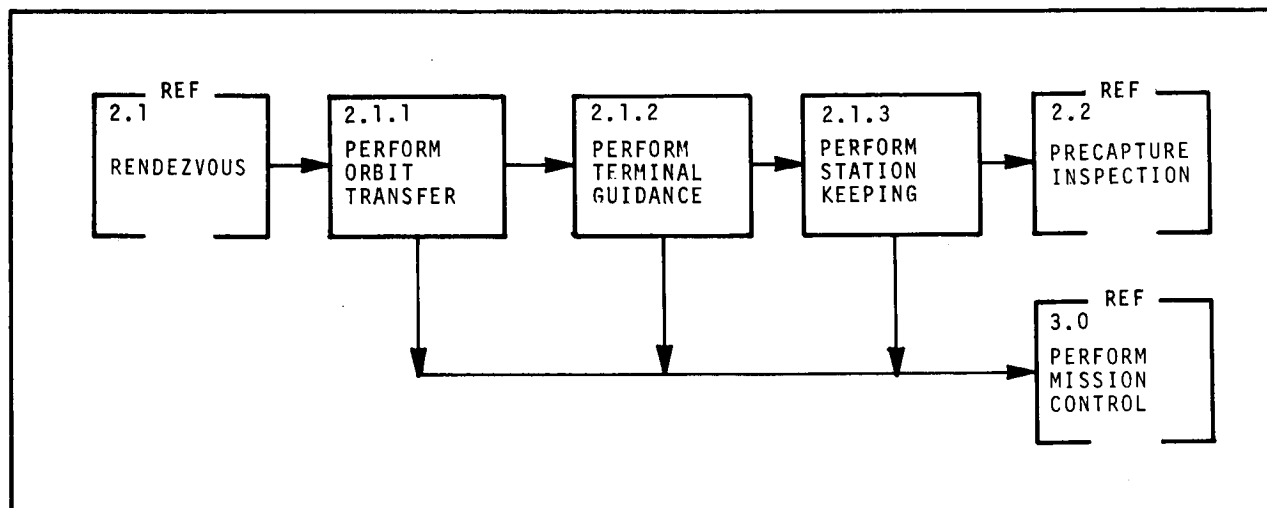 REF
2.1
RENDEZVOUS
2.1.1
PERFORM
ORBIT
TRANSFER
2.1.2
PERFORM
TERMINAL
GUIDANCE
2.1.3
PERFORM
STATION
KEEPING
REF
2.2
PRECAPTURE
INSPECTION
REF
3.0
PERFORM
MISSION
CONTROL